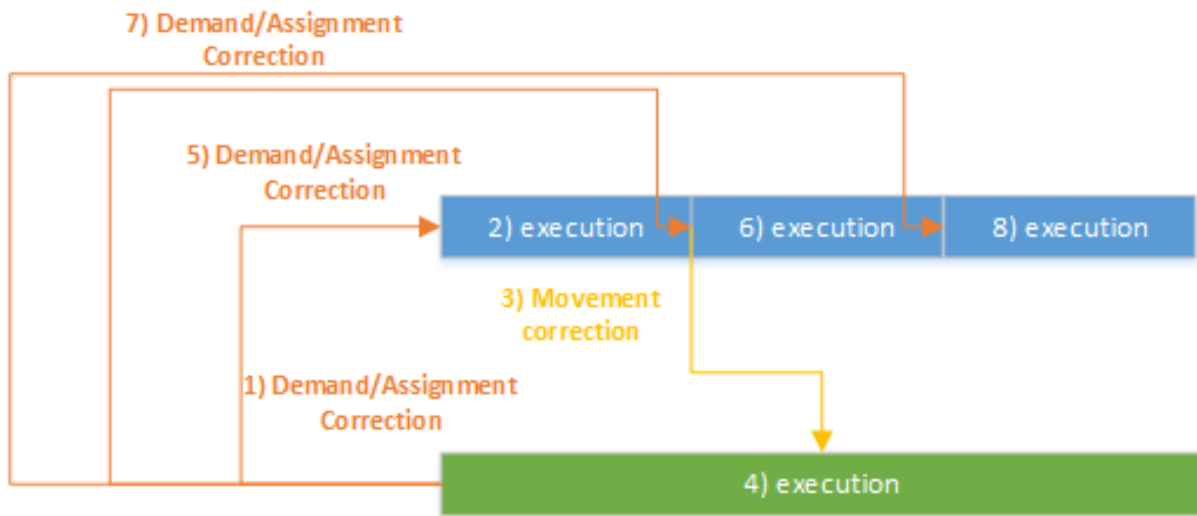 7) Demand/Assignment
Correction
5) Demand/Assignment
Correction
2) execution
6) execution
8) execution
3) Movement
correction
1) Demand/Assignment
Correction
4) execution